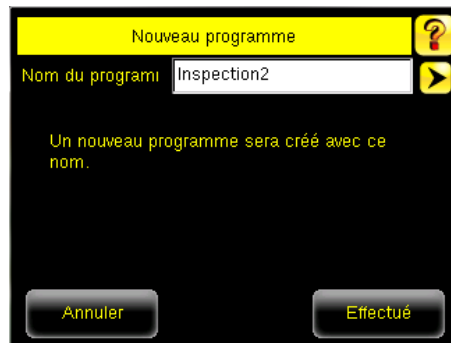 Nouveau programme
Nom du programı Inspection2
Un nouveau programme sera créé avec ce
nom.
Annuler Effectué